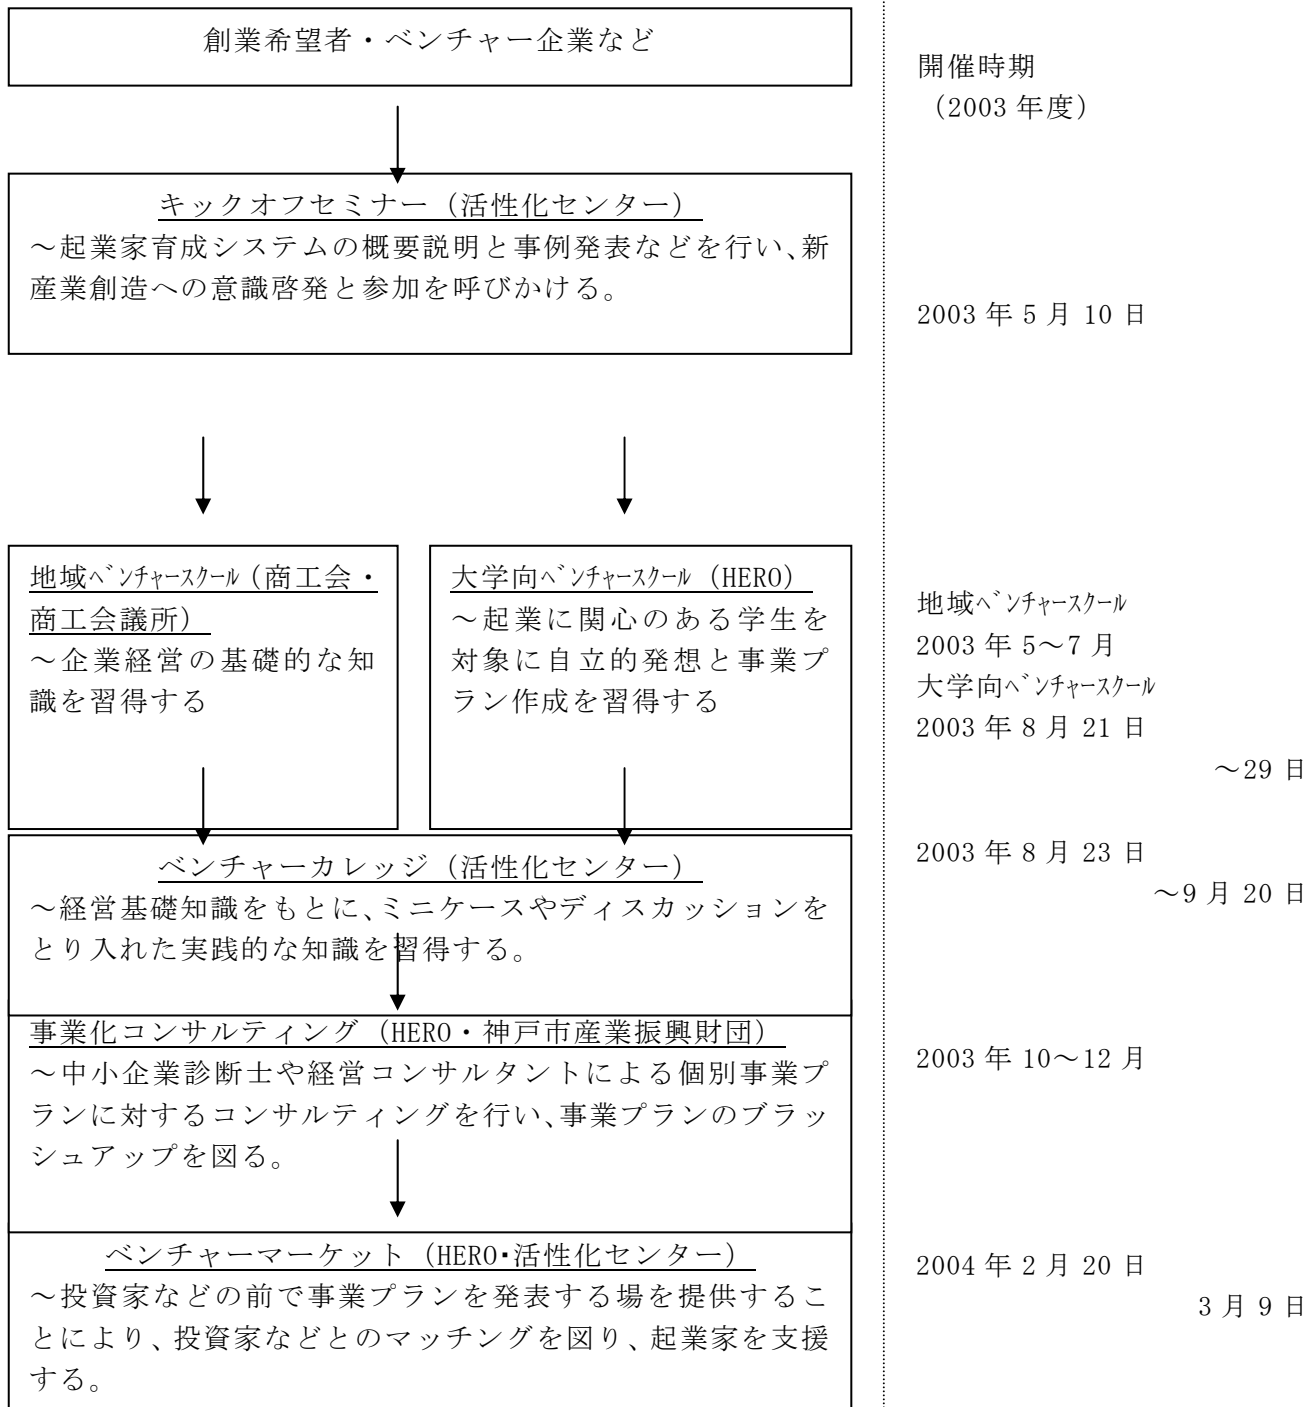 創業希望者・ベンチャー企業など
開催時期
（2003 年度）
キックオフセミナー（活性化センター）
～起業家育成システムの概要説明と事例発表などを行い、新
産業創造への意識啓発と参加を呼びかける。
2003 年 5 月 10 日
地域ﾍﾞﾝﾁｬｰｽｸｰﾙ（商工会・
商工会議所）
～企業経営の基礎的な知
識を習得する
大学向ﾍﾞﾝﾁｬｰｽｸｰﾙ（HERO）
～起業に関心のある学生を
対象に自立的発想と事業プ
ラン作成を習得する
地域ﾍﾞﾝﾁｬｰｽｸｰﾙ
2003 年 5～7 月
大学向ﾍﾞﾝﾁｬｰｽｸｰﾙ
2003 年 8 月 21 日
～29 日
ベンチャーカレッジ（活性化センター）
～経営基礎知識をもとに、ミニケースやディスカッションを
とり入れた実践的な知識を習得する。
2003 年 8 月 23 日
～9 月 20 日
事業化コンサルティング（HERO・神戸市産業振興財団）
～中小企業診断士や経営コンサルタントによる個別事業プ
ランに対するコンサルティングを行い、事業プランのブラッ
シュアップを図る。
2003 年 10～12 月
ベンチャーマーケット（HERO・活性化センター）
～投資家などの前で事業プランを発表する場を提供するこ
とにより、投資家などとのマッチングを図り、起業家を支援
する。
2004 年 2 月 20 日
3 月 9 日